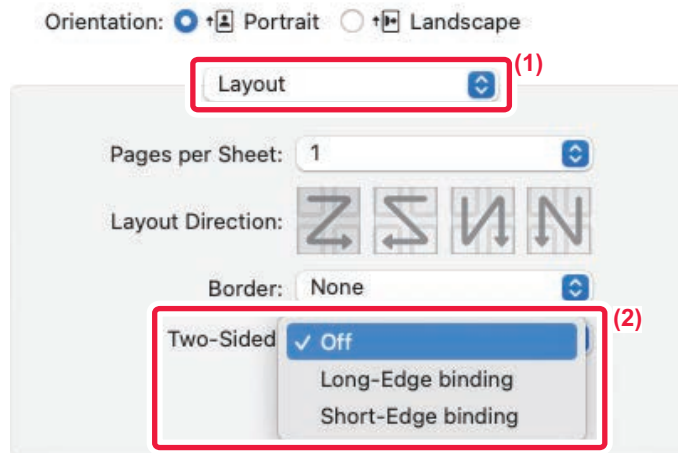 Orientation: Portrait Landscape
Layout (1)
Pages per Sheet: 1
Layout Direction:
Border: None
(2)
Two-Sided ✓ Off
Long-Edge binding
Short-Edge binding